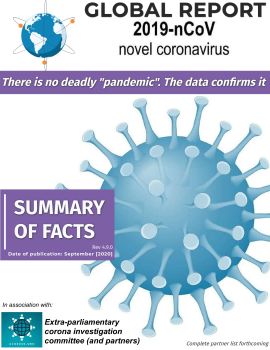 GLOBAL REPORT
2019-nCoV
novel coronavirus
There is no deadly "pandemic". The data confirms it
SUMMARY
OF FACTS
Rev 4.9.0
Date of publication: September [2020]
In association with:
Extra-parliamentary
corona investigation
committee (and partners)
Complete partner list forthcoming